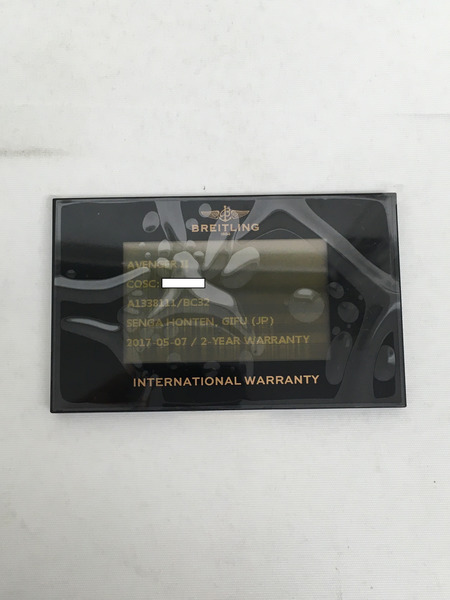 BREITLING
AVENGER II
COSC:
A1338111/BC32
SENGA HONTEN, GIFU (JP)
2017-05-07 / 2-YEAR WARRANTY
INTERNATIONAL WARRANTY